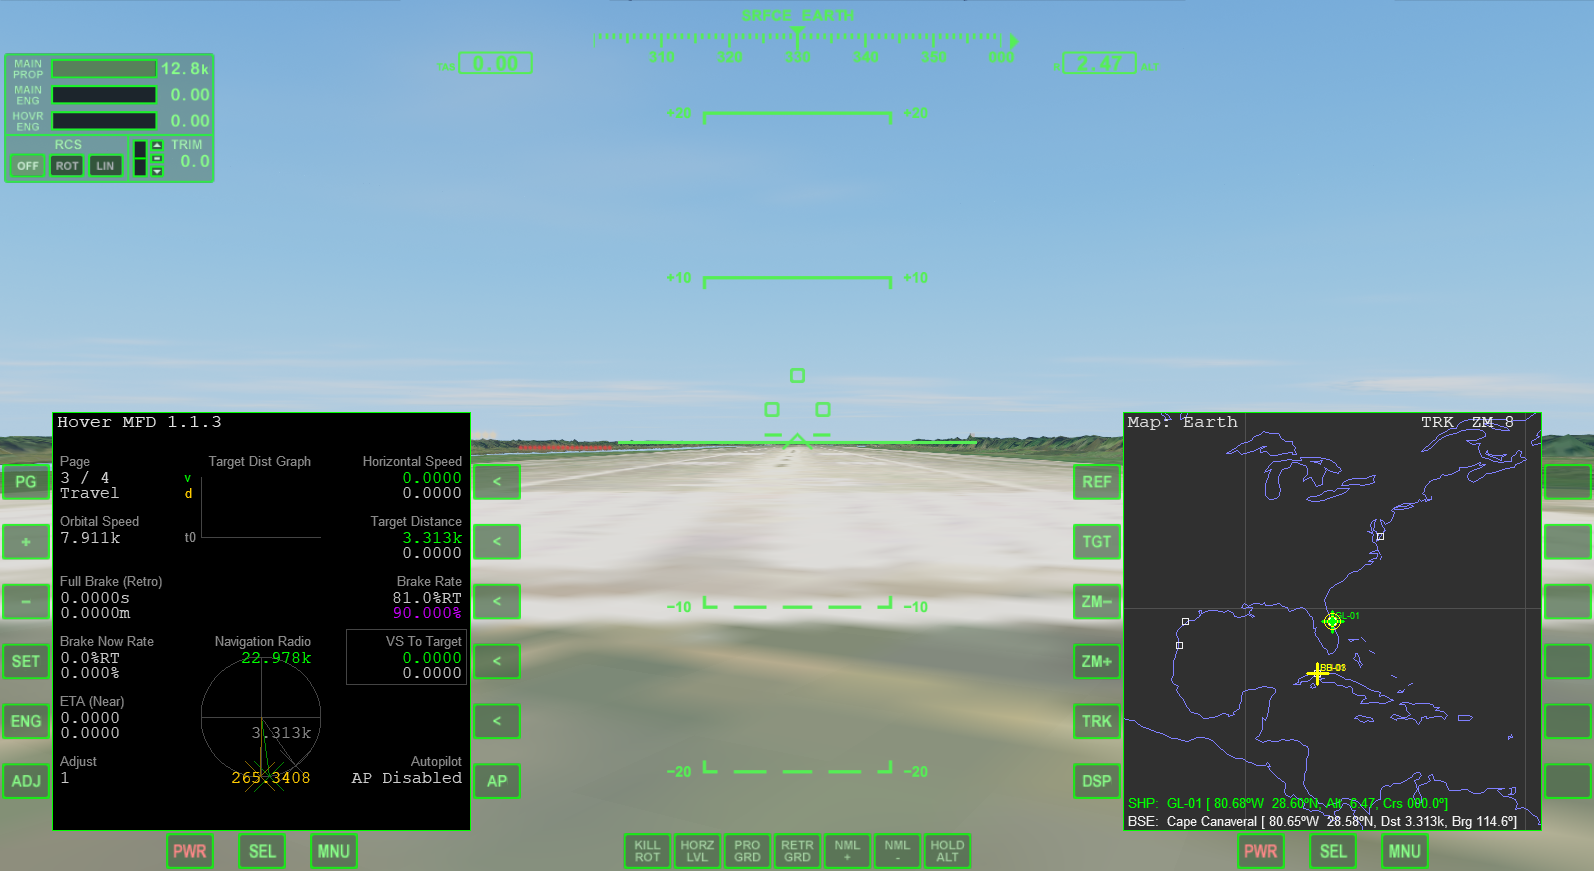 SRFCE EARTH
310 320 330 340 350 000
0.00
2.47 ALT
MAIN PROP 12.8k
MAIN ENG 0.00
HOVR ENG 0.00
RCS TRIM
OFF ROT LIN 0.0
+20 +20
+10 +10
-10 -10
-20 -20
Hover MFD 1.1.3
Page
3 / 4
Travel
Target Dist Graph
v
d
t0
Horizontal Speed
0.0000
0.0000
Orbital Speed
7.911k
Target Distance
3.313k
0.0000
Full Brake (Retro)
0.0000s
0.0000m
Brake Rate
81.0%RT
90.000%
Brake Now Rate
0.0%RT
0.000%
Navigation Radio
22.978k
3.313k
265.3408
VS To Target
0.0000
0.0000
ETA (Near)
0.0000
0.0000
Adjust
1
Autopilot
AP Disabled
PG
+
-
SET
ENG
ADJ
<
<
<
<
<
AP
PWR SEL MNU
KILL ROT
HORZ LVL
PRO GRD
RETR GRD
NML +
NML -
HOLD ALT
Map: Earth TRK ZM 8
GL-01
REF
TGT
ZM-
ZM+
TRK
DSP
SHP: GL-01 [ 80.68ºW 28.60ºN, Alt 6.47, Crs 000.0º]
BSE: Cape Canaveral [ 80.65ºW 28.58ºN, Dst 3.313k, Brg 114.6º]
PWR SEL MNU